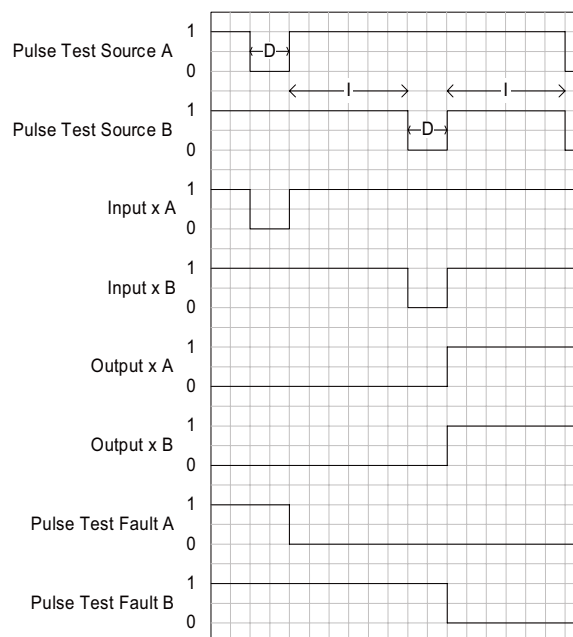 1
Pulse Test Source A
D
0
I
I
1
Pulse Test Source B
D
0
1
Input x A
0
1
Input x B
0
1
Output x A
0
1
Output x B
0
1
Pulse Test Fault A
0
1
Pulse Test Fault B
0